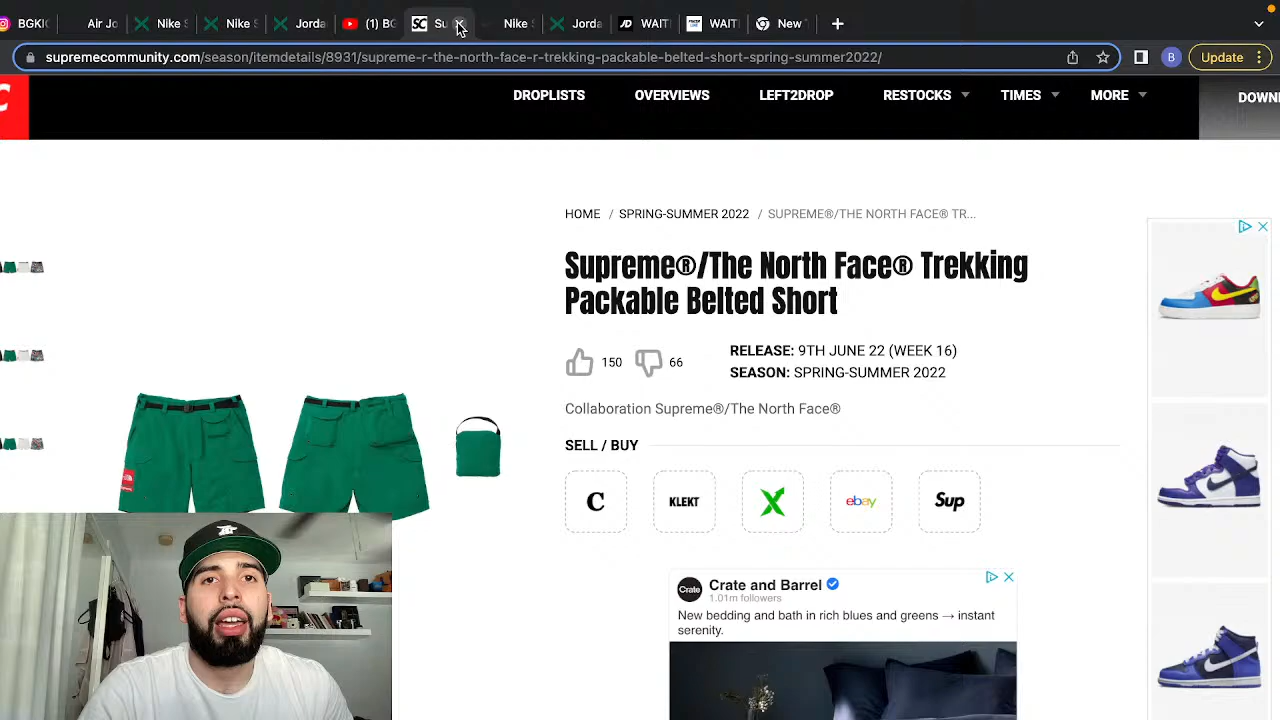 BGKIC
Air Jo
Nike S
Nike S
Jorda
(1) BG
SC
Su
Nike
Jorda
JD
WAIT
WAIT
New T
supremecommunity.com/season/itemdetails/8931/supreme-r-the-north-face-r-trekking-packable-belted-short-spring-summer2022/
B
Update
C
DROPLISTS
OVERVIEWS
LEFT2DROP
RESTOCKS
TIMES
MORE
DOWN
HOME / SPRING-SUMMER 2022 / SUPREME®/THE NORTH FACE® TR...
Supreme®/The North Face® Trekking
Packable Belted Short
150
66
RELEASE: 9TH JUNE 22 (WEEK 16)
SEASON: SPRING-SUMMER 2022
Collaboration Supreme®/The North Face®
SELL / BUY
C
KLEKT
X
ebay
Sup
Crate
Crate and Barrel
1.01m followers
New bedding and bath in rich blues and greens → instant
serenity.